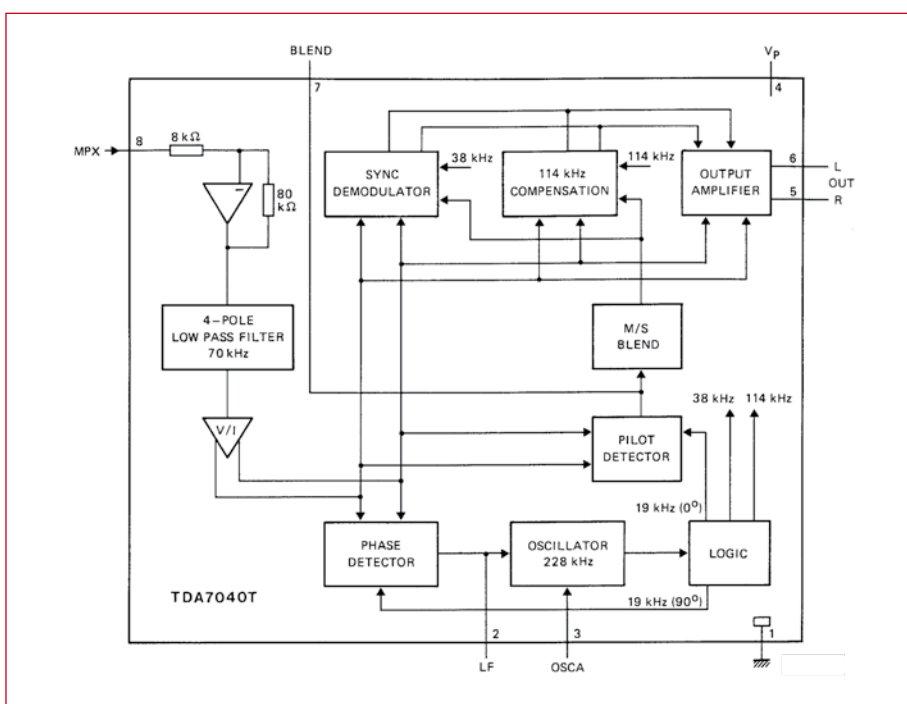 BLEND
Vp
7
4
8 kΩ
8
MPX
80
kΩ
SYNC
DEMODULATOR
38 kHz
114 kHz
COMPENSATION
114 kHz
OUTPUT
AMPLIFIER
6
L
OUT
5
R
4-POLE
LOW PASS FILTER
70 kHz
M/S
BLEND
38 kHz
114 kHz
V/I
PILOT
DETECTOR
19 kHz (0°)
PHASE
DETECTOR
OSCILLATOR
228 kHz
LOGIC
TDA7040T
19 kHz (90°)
2
3
1
LF
OSCA